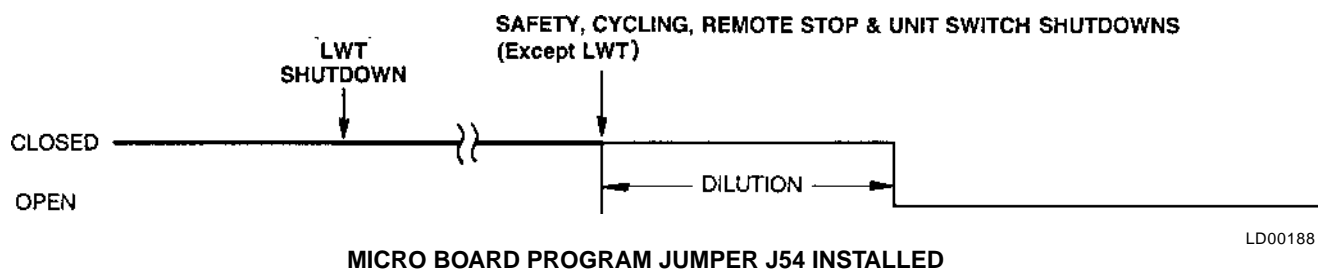 SAFETY, CYCLING, REMOTE STOP & UNIT SWITCH SHUTDOWNS
(Except LWT)
LWT
SHUTDOWN
CLOSED
DILUTION
OPEN
LD00188
MICRO BOARD PROGRAM JUMPER J54 INSTALLED